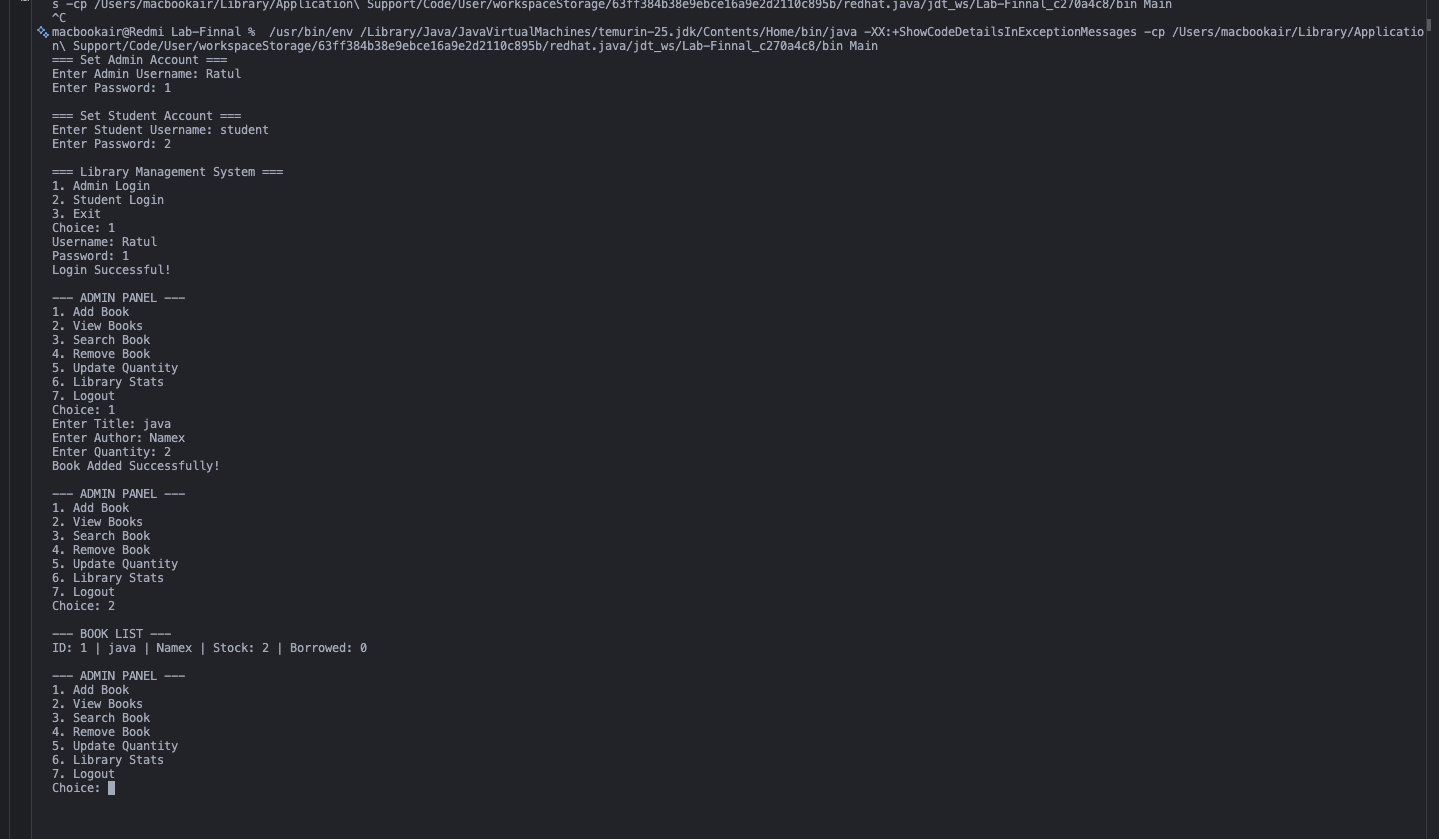 s -cp /Users/macbookair/Library/Application\ Support/Code/User/workspaceStorage/63ff384b38e9ebce16a9e2d2110c895b/redhat.java/jdt_ws/Lab-Finnal_c270a4c8/bin Main
^C
macbookair@Redmi Lab-Finnal %  /usr/bin/env /Library/Java/JavaVirtualMachines/temurin-25.jdk/Contents/Home/bin/java -XX:+ShowCodeDetailsInExceptionMessages -cp /Users/macbookair/Library/Applicatio
n\ Support/Code/User/workspaceStorage/63ff384b38e9ebce16a9e2d2110c895b/redhat.java/jdt_ws/Lab-Finnal_c270a4c8/bin Main
=== Set Admin Account ===
Enter Admin Username: Ratul
Enter Password: 1

=== Set Student Account ===
Enter Student Username: student
Enter Password: 2

=== Library Management System ===
1. Admin Login
2. Student Login
3. Exit
Choice: 1
Username: Ratul
Password: 1
Login Successful!

--- ADMIN PANEL ---
1. Add Book
2. View Books
3. Search Book
4. Remove Book
5. Update Quantity
6. Library Stats
7. Logout
Choice: 1
Enter Title: java
Enter Author: Namex
Enter Quantity: 2
Book Added Successfully!

--- ADMIN PANEL ---
1. Add Book
2. View Books
3. Search Book
4. Remove Book
5. Update Quantity
6. Library Stats
7. Logout
Choice: 2

--- BOOK LIST ---
ID: 1 | java | Namex | Stock: 2 | Borrowed: 0

--- ADMIN PANEL ---
1. Add Book
2. View Books
3. Search Book
4. Remove Book
5. Update Quantity
6. Library Stats
7. Logout
Choice: